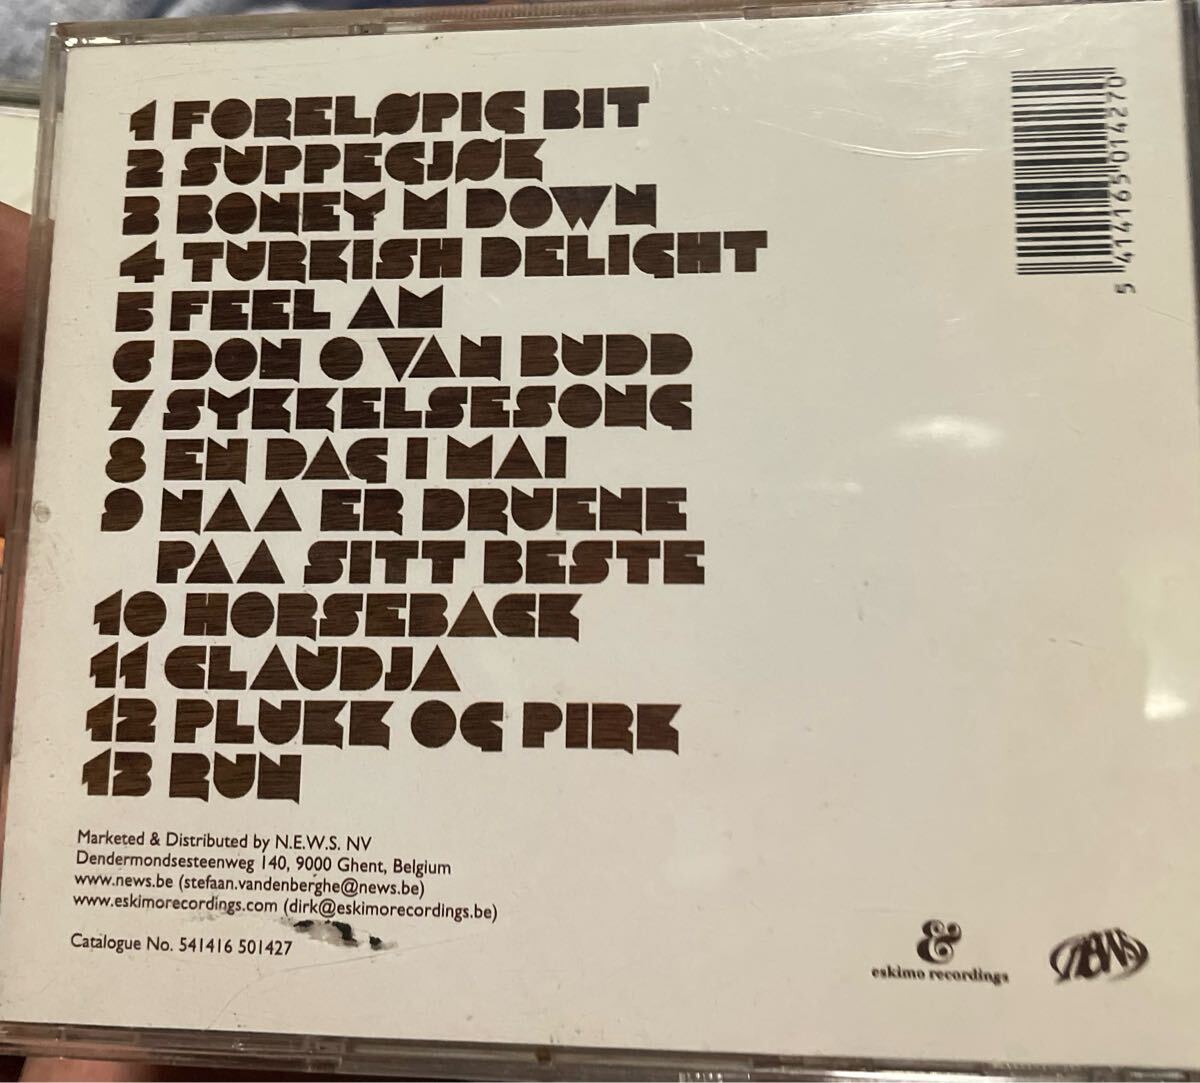 1 FORELØPIG BIT
2 SUPPEGJØK
3 BONEY M DOWN
4 TURKISH DELIGHT
5 FEEL AM
6 DON O VAN BUDD
7 SYKKELSESONG
8 EN DAG I MAI
9 NAA ER DRUENE
PAA SITT BESTE
10 HORSEBACK
11 CLAUDJA
12 PLUKK OG PIRK
13 RUN
Marketed & Distributed by N.E.W.S. NV
Dendermondsesteenweg 140, 9000 Ghent, Belgium
www.news.be (stefaan.vandenberghe@news.be)
www.eskimorecordings.com (dirk@eskimorecordings.be)
Catalogue No. 541416 501427
5 414165 014270
&
eskimo recordings
news